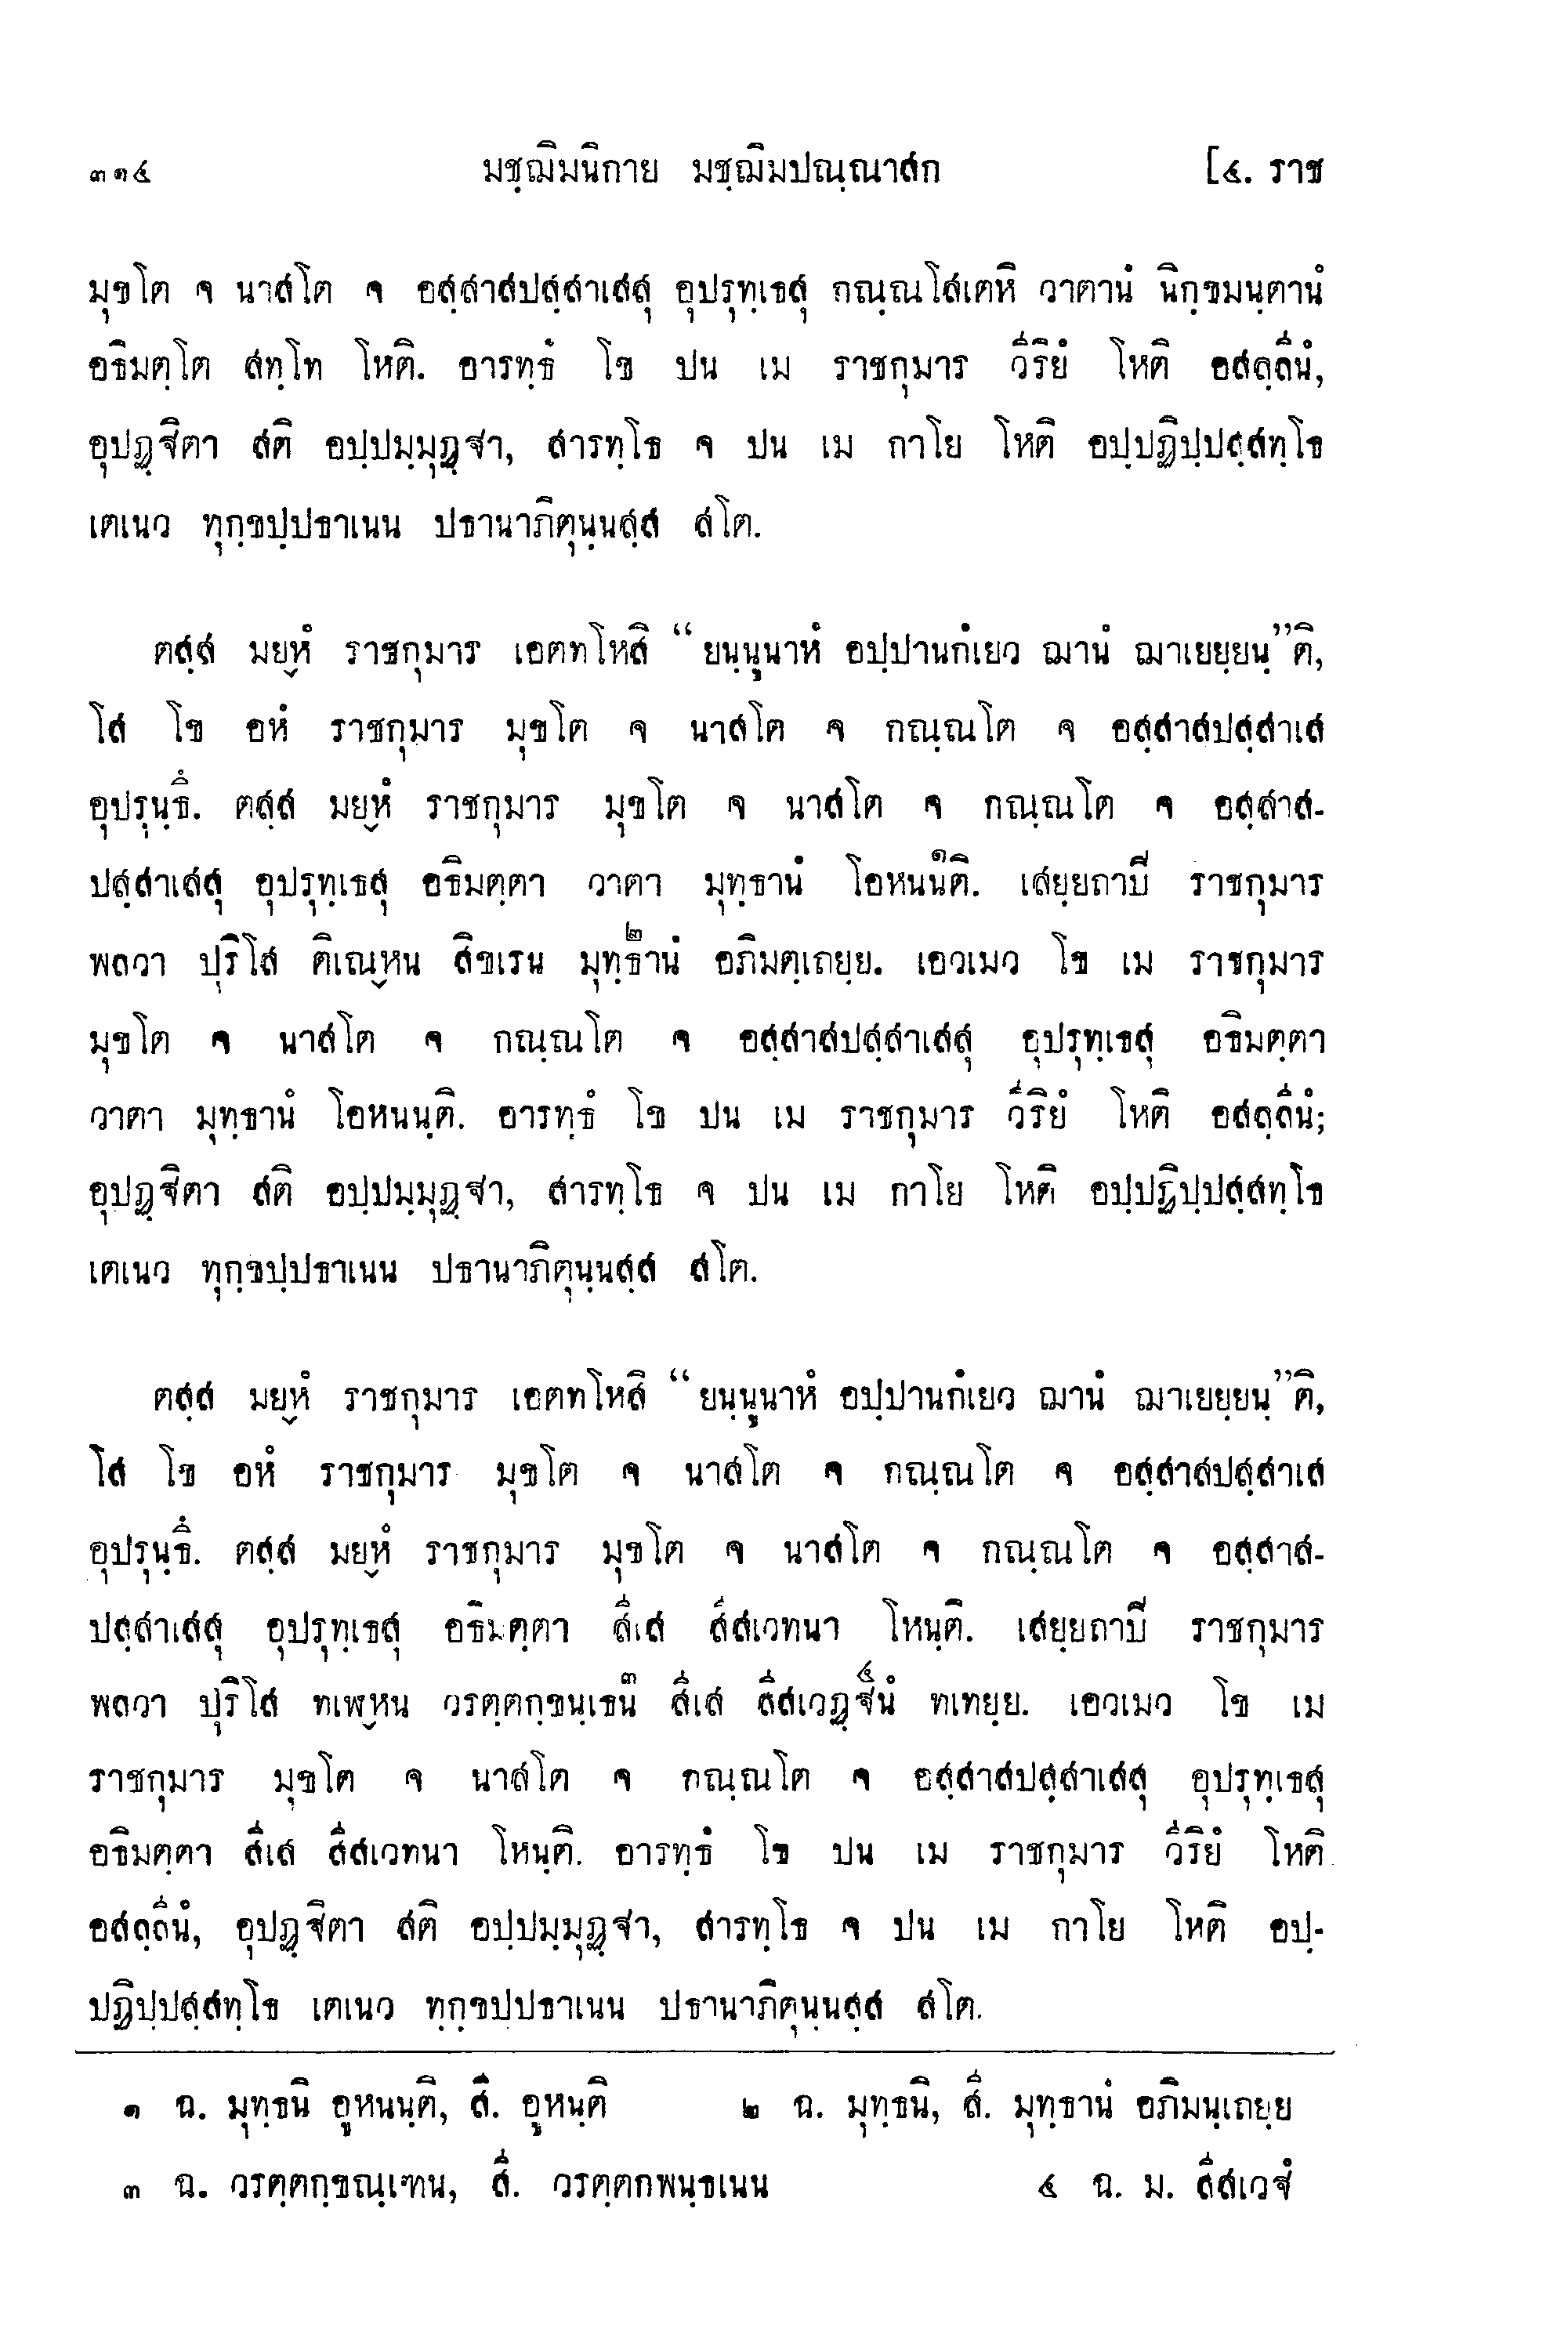 ๓๑๔ มชฺฌิมนิกาย มชฺฌิมปณฺณาสก [๔. ราช
มุขโต จ นาสโต จ อสฺสาสปสฺสาเสสุ อุปรุทฺเธสุ กณฺณโสเตหิ วาตานํ นิกฺขมนฺตานํ
อธิมตฺโต สทฺโท โหติ. อารทฺธํ โข ปน เม ราชกุมาร วีริยํ โหติ อสลฺลีนํ,
อุปฏฺฐิตา สติ อปฺปมฺมุฏฺฐา, สารทฺโธ จ ปน เม กาโย โหติ อปฺปฏิปฺปสฺสทฺโธ
เตเนว ทุกฺขปฺปธาเนน ปธานาภิตุนฺนสฺส สโต.
ตสฺส มยฺหํ ราชกุมาร เอตทโหสิ “ยนฺนูนาหํ อปฺปานกํเยว ฌานํ ฌาเยยฺยนฺ”ติ,
โส โข อหํ ราชกุมาร มุขโต จ นาสโต จ กณฺณโต จ อสฺสาสปสฺสาเส
อุปรุนฺธึ. ตสฺส มยฺหํ ราชกุมาร มุขโต จ นาสโต จ กณฺณโต จ อสฺสาส-
ปสฺสาเสสุ อุปรุทฺเธสุ อธิมตฺตา วาตา มุทฺธานํ โอหนนฺติ๑. เสยฺยถาปี ราชกุมาร
พลวา ปุริโส ติเณฺหน สิขเรน มุทฺธานํ๒ อภิมตฺเถยฺย. เอวเมว โข เม ราชกุมาร
มุขโต จ นาสโต จ กณฺณโต จ อสฺสาสปสฺสาเสสุ อุปรุทฺเธสุ อธิมตฺตา
วาตา มุทฺธานํ โอหนนฺติ. อารทฺธํ โข ปน เม ราชกุมาร วีริยํ โหติ อสลฺลีนํ;
อุปฏฺฐิตา สติ อปฺปมฺมุฏฺฐา, สารทฺโธ จ ปน เม กาโย โหติ อปฺปฏิปฺปสฺสทฺโธ
เตเนว ทุกฺขปฺปธาเนน ปธานาภิตุนฺนสฺส สโต.
ตสฺส มยฺหํ ราชกุมาร เอตทโหสิ “ยนฺนูนาหํ อปฺปานกํเยว ฌานํ ฌาเยยฺยนฺ”ติ,
โส โข อหํ ราชกุมาร มุขโต จ นาสโต จ กณฺณโต จ อสฺสาสปสฺสาเส
อุปรุนฺธึ. ตสฺส มยฺหํ ราชกุมาร มุขโต จ นาสโต จ กณฺณโต จ อสฺสาส-
ปสฺสาเสสุ อุปรุทฺเธสุ อธิมตฺตา สีเส สีสเวทนา โหนฺติ. เสยฺยถาปี ราชกุมาร
พลวา ปุริโส ทเฬฺหน วรตฺตกฺขนฺเธน๓ สีเส สีสเวฏฺฐนํ๔ ทเทยฺย. เอวเมว โข เม
ราชกุมาร มุขโต จ นาสโต จ กณฺณโต จ อสฺสาสปสฺสาเสสุ อุปรุทฺเธสุ
อธิมตฺตา สีเส สีสเวทนา โหนฺติ. อารทฺธํ โข ปน เม ราชกุมาร วีริยํ โหติ
อสลฺลีนํ, อุปฏฺฐิตา สติ อปฺปมฺมุฏฺฐา, สารทฺโธ จ ปน เม กาโย โหติ อปฺ-
ปฏิปฺปสฺสทฺโธ เตเนว ทุกฺขปฺปธาเนน ปธานาภิตุนฺนสฺส สโต.
๑ ฉ. มุทฺธนิ อูหนนฺติ, สี. อูหนฺติ ๒ ฉ. มุทฺธนิ, สี. มุทฺธานํ อภิมนฺเถยฺย
๓ ฉ. วรตฺตกฺขณฺเฑน, สี. วรตฺตกพนฺธเนน ๔ ฉ. ม. สีสเวฐํ